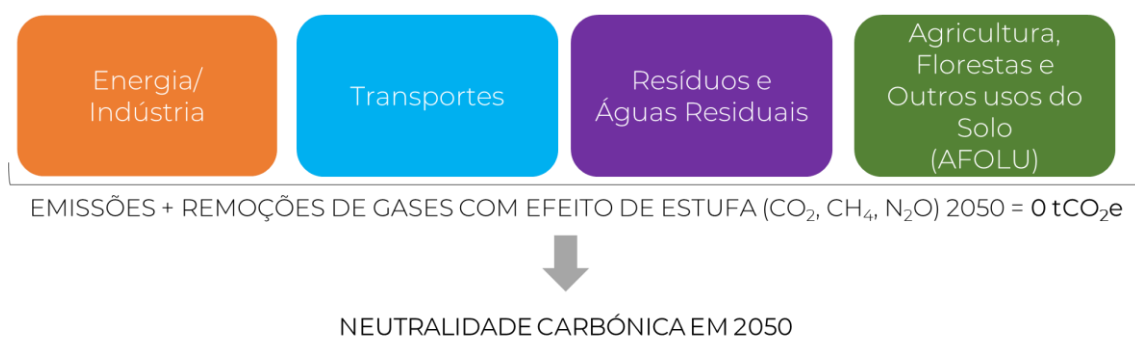 Energia/
Indústria
Transportes
Resíduos e
Águas Residuais
Agricultura,
Florestas e
Outros usos do
Solo
(AFOLU)
EMISSÕES + REMOÇÕES DE GASES COM EFEITO DE ESTUFA (CO₂, CH₄, N₂O) 2050 = 0 tCO₂e
NEUTRALIDADE CARBÓNICA EM 2050